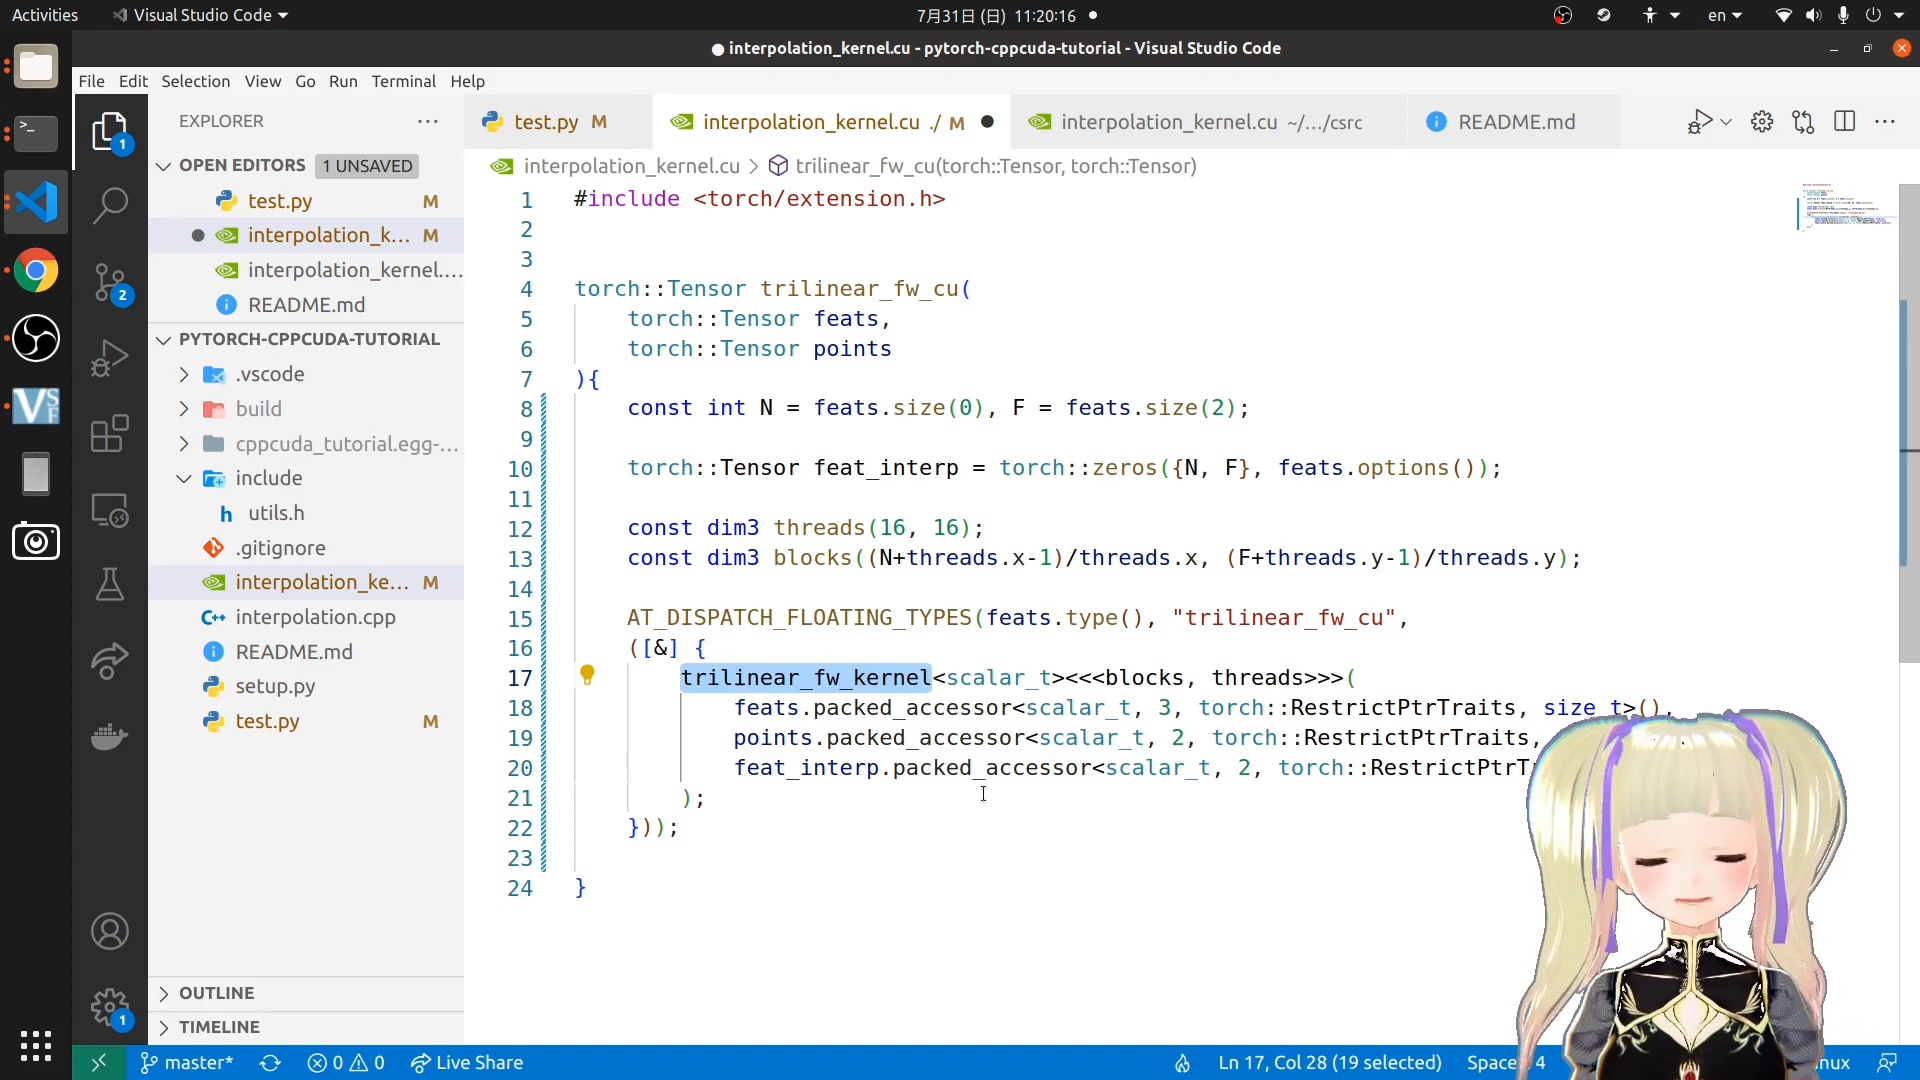 Activities
Visual Studio Code
7月31日 (日) 11:20:16
en
interpolation_kernel.cu - pytorch-cppcuda-tutorial - Visual Studio Code
File Edit Selection View Go Run Terminal Help
EXPLORER
test.py M
interpolation_kernel.cu ./ M
interpolation_kernel.cu ~/.../csrc
README.md
OPEN EDITORS 1 UNSAVED
interpolation_kernel.cu > trilinear_fw_cu(torch::Tensor, torch::Tensor)
test.py M
interpolation_k... M
interpolation_kernel....
README.md
PYTORCH-CPPCUDA-TUTORIAL
.vscode
build
cppcuda_tutorial.egg-...
include
utils.h
.gitignore
interpolation_ke... M
interpolation.cpp
README.md
setup.py
test.py M
OUTLINE
TIMELINE
1
2
1
1 #include <torch/extension.h>
2
3
4 torch::Tensor trilinear_fw_cu(
5 torch::Tensor feats,
6 torch::Tensor points
7 ){
8 const int N = feats.size(0), F = feats.size(2);
9
10 torch::Tensor feat_interp = torch::zeros({N, F}, feats.options());
11
12 const dim3 threads(16, 16);
13 const dim3 blocks((N+threads.x-1)/threads.x, (F+threads.y-1)/threads.y);
14
15 AT_DISPATCH_FLOATING_TYPES(feats.type(), "trilinear_fw_cu",
16 ([&] {
17 trilinear_fw_kernel<scalar_t><<<blocks, threads>>>(
18 feats.packed_accessor<scalar_t, 3, torch::RestrictPtrTraits, size_t>(),
19 points.packed_accessor<scalar_t, 2, torch::RestrictPtrTraits,
20 feat_interp.packed_accessor<scalar_t, 2, torch::RestrictPtrT
21 );
22 }));
23
24 }
master* 0 0 Live Share
Ln 17, Col 28 (19 selected) Space 4